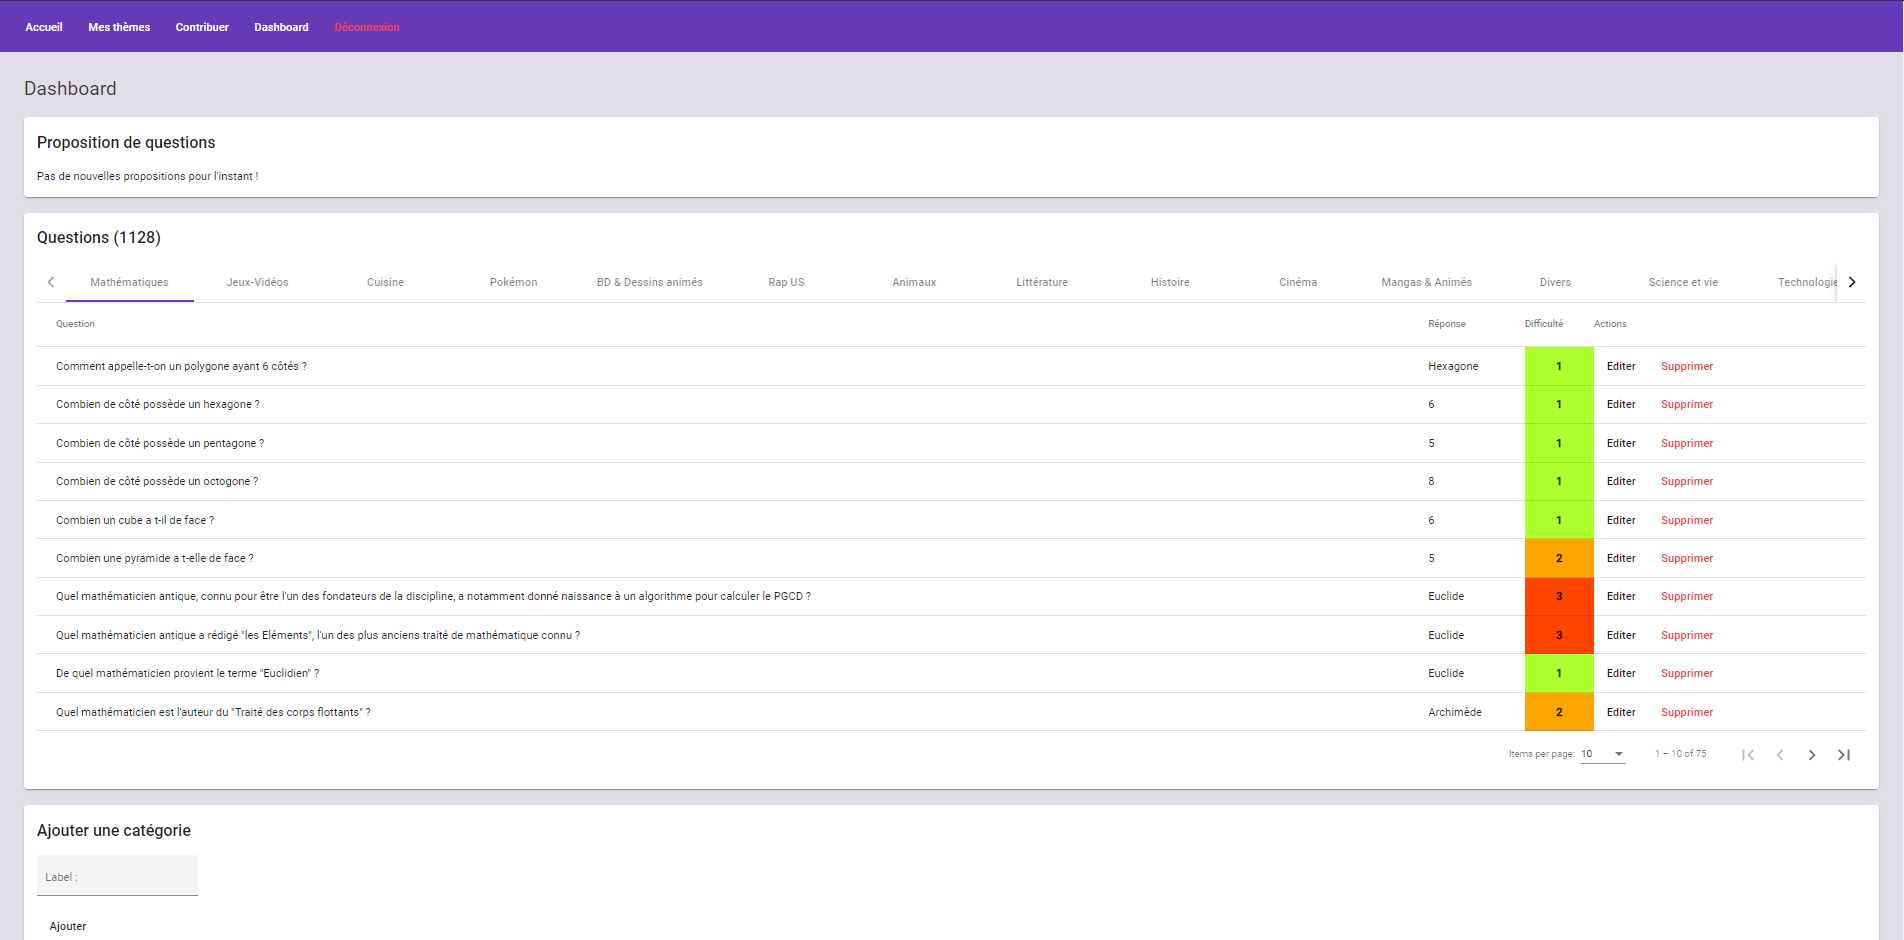 Accueil Mes thèmes Contribuer Dashboard Déconnexion
Dashboard
Proposition de questions
Pas de nouvelles propositions pour l'instant !
Questions (1128)
Mathématiques Jeux-Vidéos Cuisine Pokémon BD & Dessins animés Rap US Animaux Littérature Histoire Cinéma Mangas & Animés Divers Science et vie Technologie
Question Réponse Difficulté Actions
Comment appelle-t-on un polygone ayant 6 côtés ? Hexagone 1 Editer Supprimer
Combien de côté possède un hexagone ? 6 1 Editer Supprimer
Combien de côté possède un pentagone ? 5 1 Editer Supprimer
Combien de côté possède un octogone ? 8 1 Editer Supprimer
Combien un cube a t-il de face ? 6 1 Editer Supprimer
Combien une pyramide a t-elle de face ? 5 2 Editer Supprimer
Quel mathématicien antique, connu pour être l'un des fondateurs de la discipline, a notamment donné naissance à un algorithme pour calculer le PGCD ? Euclide 3 Editer Supprimer
Quel mathématicien antique a rédigé "les Eléments", l'un des plus anciens traité de mathématique connu ? Euclide 3 Editer Supprimer
De quel mathématicien provient le terme "Euclidien" ? Euclide 1 Editer Supprimer
Quel mathématicien est l'auteur du "Traité des corps flottants" ? Archimède 2 Editer Supprimer
Items per page: 10 1 – 10 of 75
Ajouter une catégorie
Label :
Ajouter